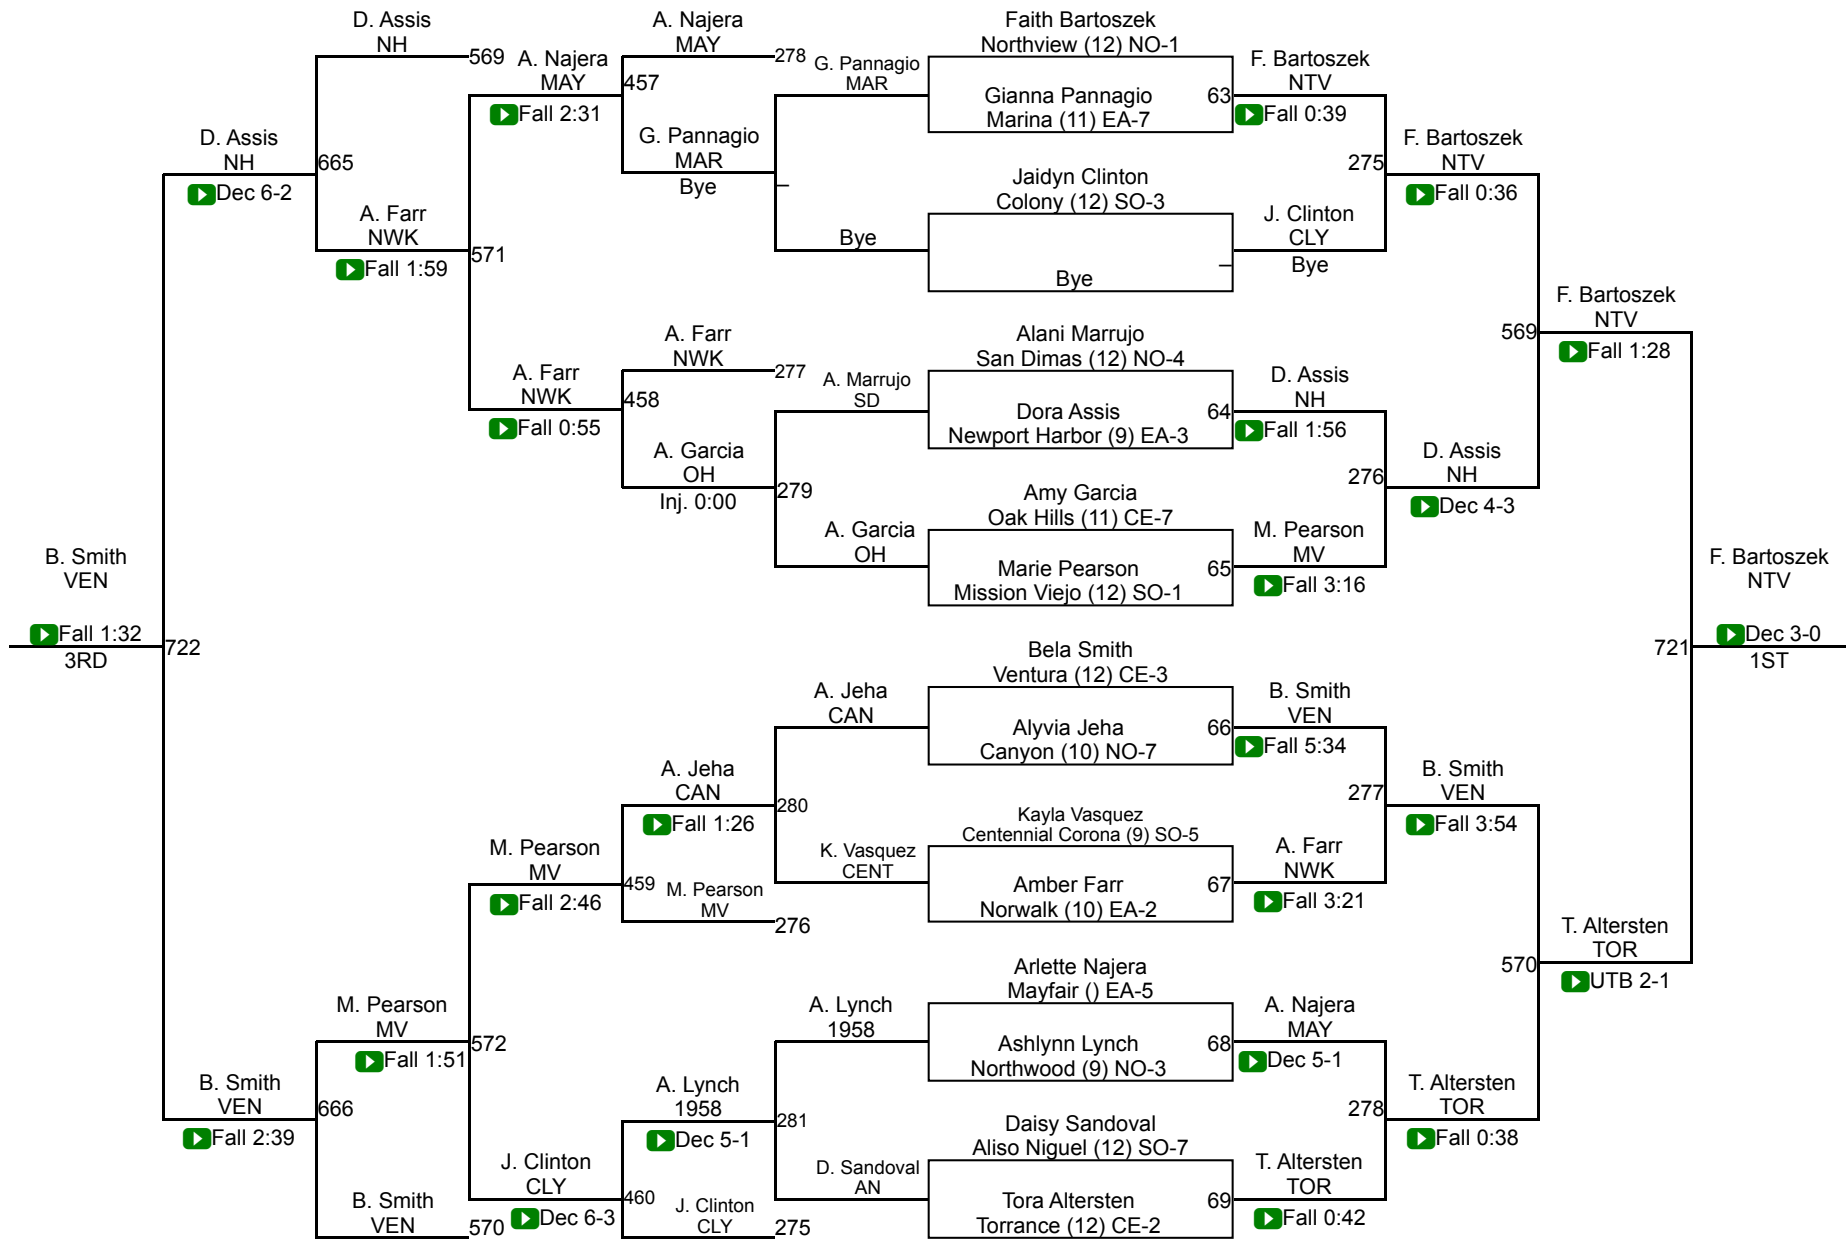 D. Assis
NH
569
A. Najera
MAY
278
A. Najera
MAY
Fall 2:31
457
G. Pannagio
MAR
Faith Bartoszek
Northview (12) NO-1
Gianna Pannagio
Marina (11) EA-7
63
F. Bartoszek
NTV
Fall 0:39
D. Assis
NH
Dec 6-2
665
G. Pannagio
MAR
Bye
–
275
F. Bartoszek
NTV
Fall 0:36
Jaidyn Clinton
Colony (12) SO-3
Bye
–
J. Clinton
CLY
Bye
A. Farr
NWK
Fall 1:59
571
Bye
F. Bartoszek
NTV
Fall 1:28
569
A. Farr
NWK
277
A. Farr
NWK
Fall 0:55
458
A. Marrujo
SD
Alani Marrujo
San Dimas (12) NO-4
Dora Assis
Newport Harbor (9) EA-3
64
D. Assis
NH
Fall 1:56
A. Garcia
OH
Inj. 0:00
279
276
D. Assis
NH
Dec 4-3
A. Garcia
OH
Amy Garcia
Oak Hills (11) CE-7
Marie Pearson
Mission Viejo (12) SO-1
65
M. Pearson
MV
Fall 3:16
B. Smith
VEN
Fall 1:32
3RD
722
F. Bartoszek
NTV
Dec 3-0
1ST
721
A. Jeha
CAN
Bela Smith
Ventura (12) CE-3
Alyvia Jeha
Canyon (10) NO-7
66
B. Smith
VEN
Fall 5:34
A. Jeha
CAN
Fall 1:26
280
277
B. Smith
VEN
Fall 3:54
M. Pearson
MV
Fall 2:46
459
M. Pearson
MV
276
K. Vasquez
CENT
Kayla Vasquez
Centennial Corona (9) SO-5
Amber Farr
Norwalk (10) EA-2
67
A. Farr
NWK
Fall 3:21
570
T. Altersten
TOR
UTB 2-1
M. Pearson
MV
Fall 1:51
572
A. Lynch
1958
Arlette Najera
Mayfair () EA-5
Ashlynn Lynch
Northwood (9) NO-3
68
A. Najera
MAY
Dec 5-1
B. Smith
VEN
Fall 2:39
666
A. Lynch
1958
Dec 5-1
281
278
T. Altersten
TOR
Fall 0:38
B. Smith
VEN
570
J. Clinton
CLY
Dec 6-3
460
J. Clinton
CLY
275
D. Sandoval
AN
Daisy Sandoval
Aliso Niguel (12) SO-7
Tora Altersten
Torrance (12) CE-2
69
T. Altersten
TOR
Fall 0:42
458